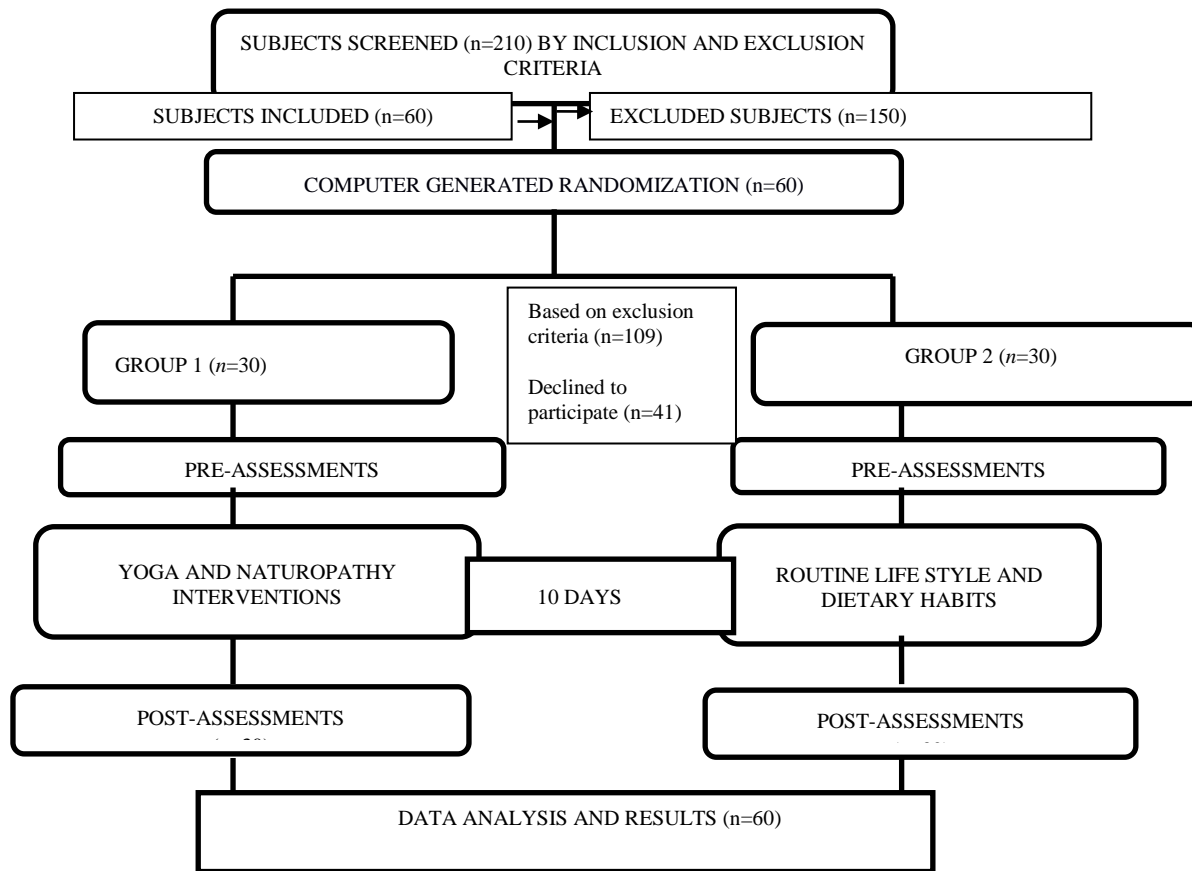 SUBJECTS SCREENED (n=210) BY INCLUSION AND EXCLUSION
CRITERIA
SUBJECTS INCLUDED (n=60)
EXCLUDED SUBJECTS (n=150)
COMPUTER GENERATED RANDOMIZATION (n=60)
Based on exclusion
criteria (n=109)
Declined to
participate (n=41)
GROUP 1 (n=30)
GROUP 2 (n=30)
PRE-ASSESSMENTS
PRE-ASSESSMENTS
YOGA AND NATUROPATHY
INTERVENTIONS
10 DAYS
ROUTINE LIFE STYLE AND
DIETARY HABITS
POST-ASSESSMENTS
POST-ASSESSMENTS
DATA ANALYSIS AND RESULTS (n=60)